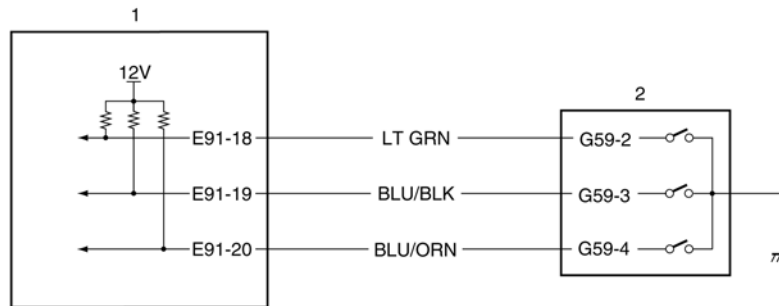 1
12V
2
E91-18 LT GRN G59-2
E91-19 BLU/BLK G59-3
E91-20 BLU/ORN G59-4